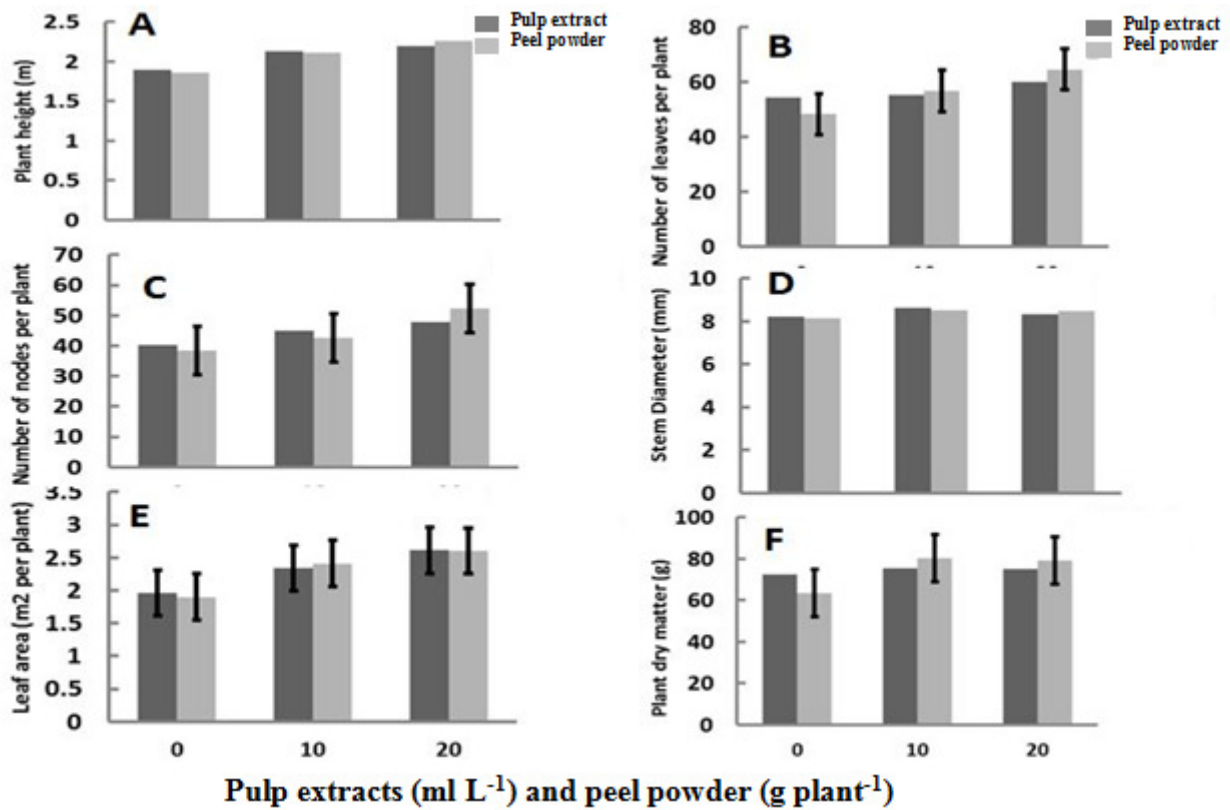 A
Pulp extract
Peel powder
Plant height (m)
2.5
2
1.5
1
0.5
0
B
Pulp extract
Peel powder
Number of leaves per plant
80
60
40
20
0
C
Number of nodes per plant
70
60
50
40
30
20
10
0
D
Stem Diameter (mm)
10
8
6
4
2
0
E
Leaf area (m2 per plant)
3.5
3
2.5
2
1.5
1
0.5
0
0 10 20
F
Plant dry matter (g)
100
80
60
40
20
0
0 10 20
Pulp extracts (ml L⁻¹) and peel powder (g plant⁻¹)